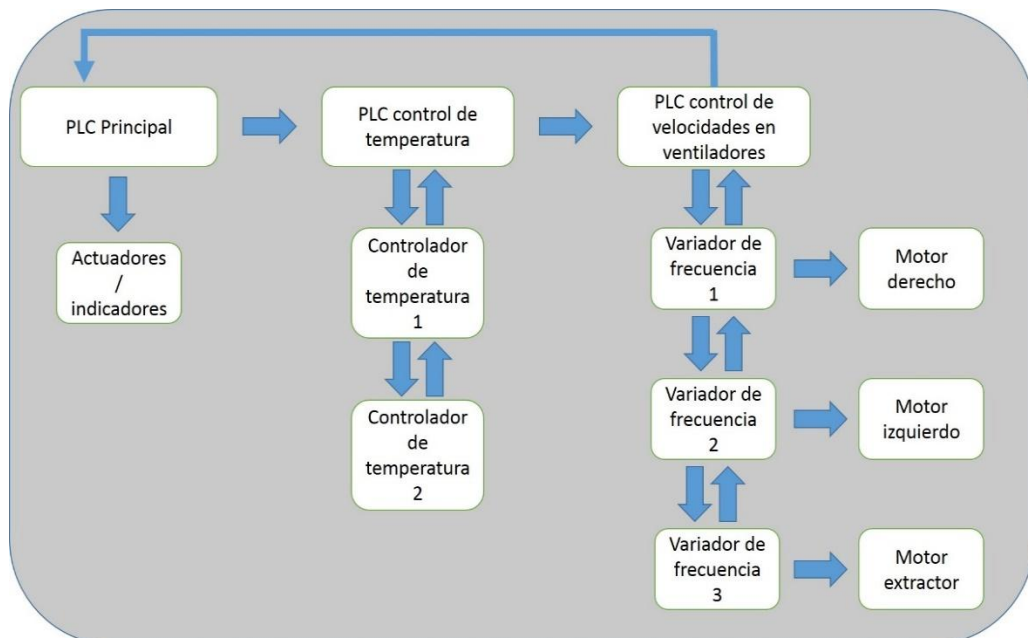 PLC Principal
PLC control de
temperatura
PLC control de
velocidades en
ventiladores
Actuadores
/
indicadores
Controlador
de
temperatura
1
Variador de
frecuencia
1
Motor
derecho
Controlador
de
temperatura
2
Variador de
frecuencia
2
Motor
izquierdo
Variador de
frecuencia
3
Motor
extractor